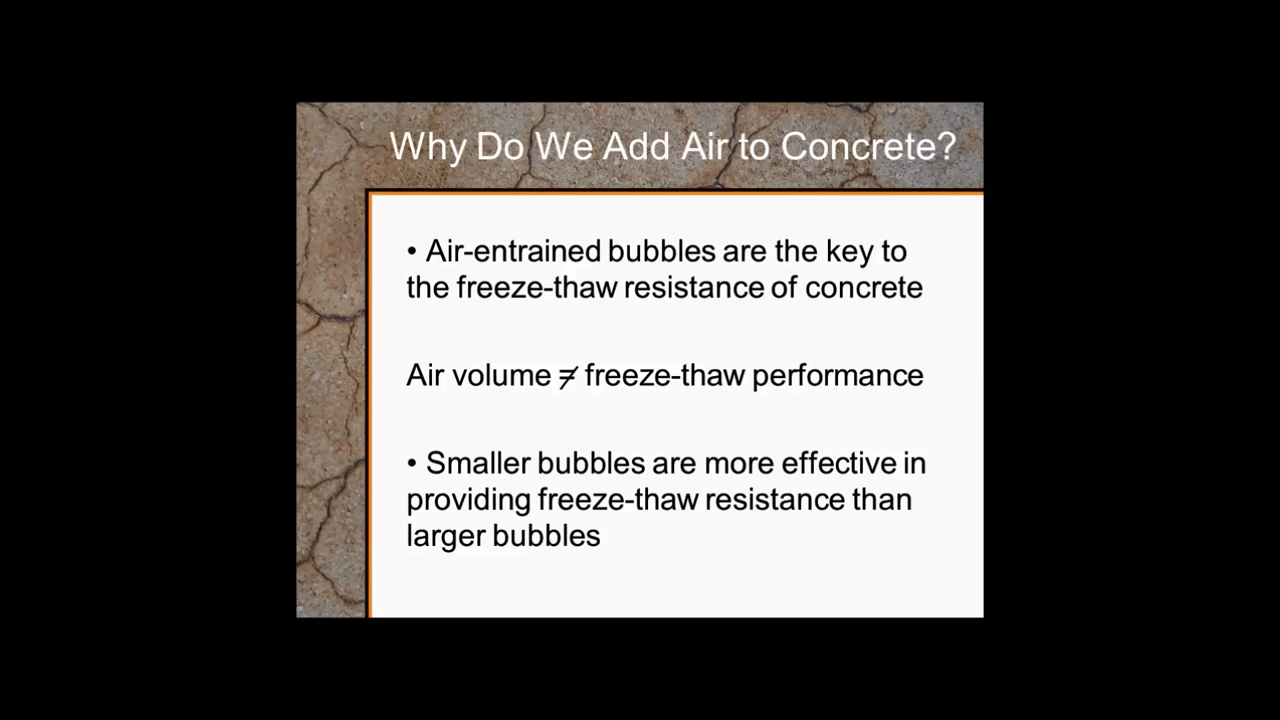 Why Do We Add Air to Concrete?
• Air-entrained bubbles are the key to
the freeze-thaw resistance of concrete
Air volume ≠ freeze-thaw performance
• Smaller bubbles are more effective in
providing freeze-thaw resistance than
larger bubbles